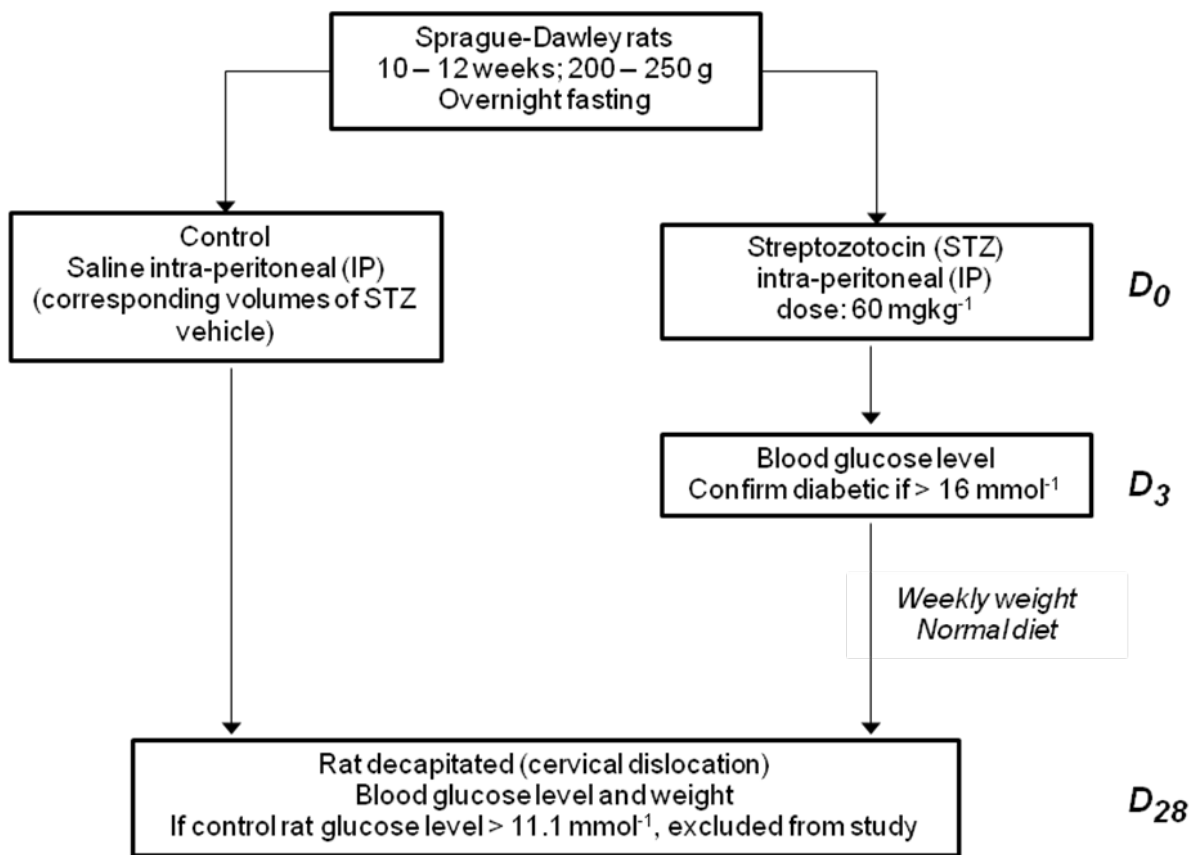 Sprague-Dawley rats
10 – 12 weeks; 200 – 250 g
Overnight fasting
Control
Saline intra-peritoneal (IP)
(corresponding volumes of STZ
vehicle)
Streptozotocin (STZ)
intra-peritoneal (IP)
dose: 60 mgkg⁻¹
D₀
Blood glucose level
Confirm diabetic if > 16 mmol⁻¹
D₃
Weekly weight
Normal diet
Rat decapitated (cervical dislocation)
Blood glucose level and weight
If control rat glucose level > 11.1 mmol⁻¹, excluded from study
D₂₈